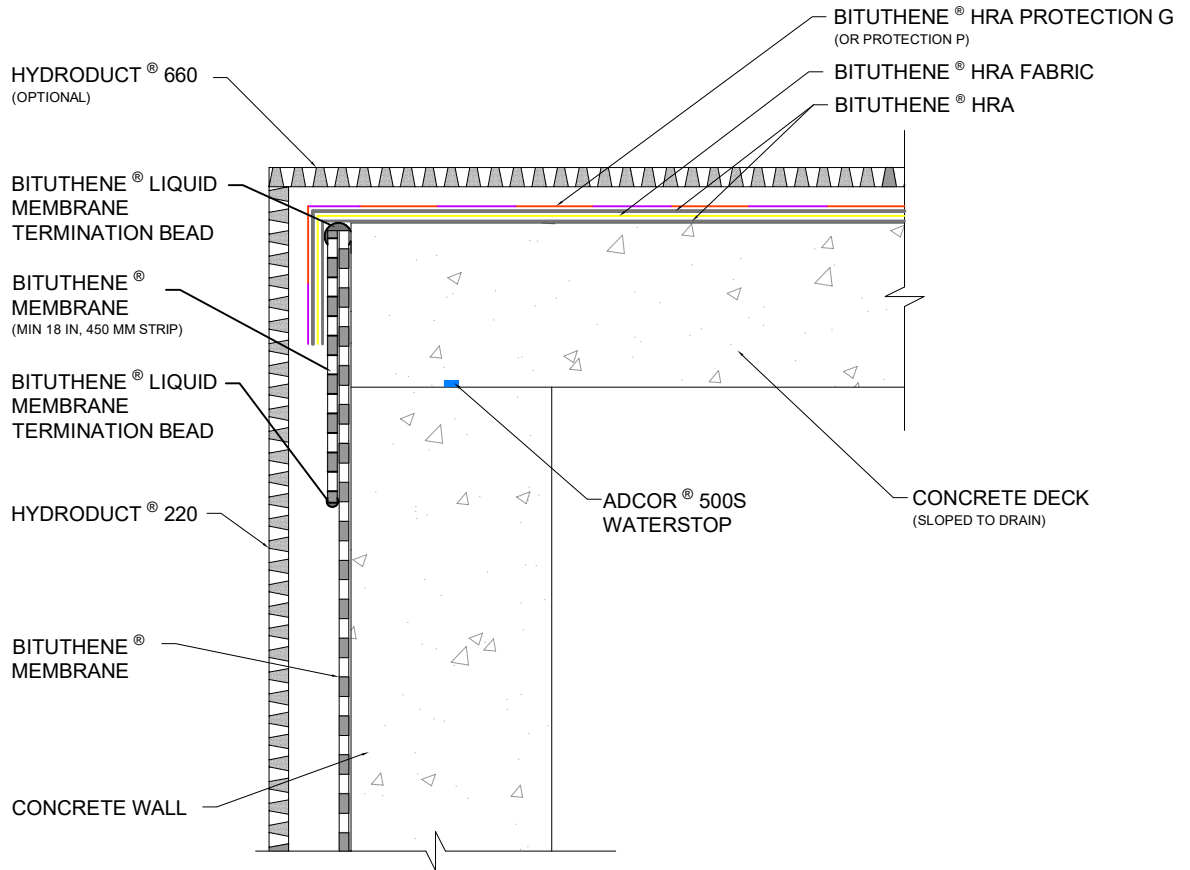 BITUTHENE ® HRA PROTECTION G
(OR PROTECTION P)
BITUTHENE ® HRA FABRIC
BITUTHENE ® HRA
HYDRODUCT ® 660
(OPTIONAL)
BITUTHENE ® LIQUID
MEMBRANE
TERMINATION BEAD
BITUTHENE ®
MEMBRANE
(MIN 18 IN, 450 MM STRIP)
BITUTHENE ® LIQUID
MEMBRANE
TERMINATION BEAD
HYDRODUCT ® 220
ADCOR ® 500S
WATERSTOP
CONCRETE DECK
(SLOPED TO DRAIN)
BITUTHENE ®
MEMBRANE
CONCRETE WALL